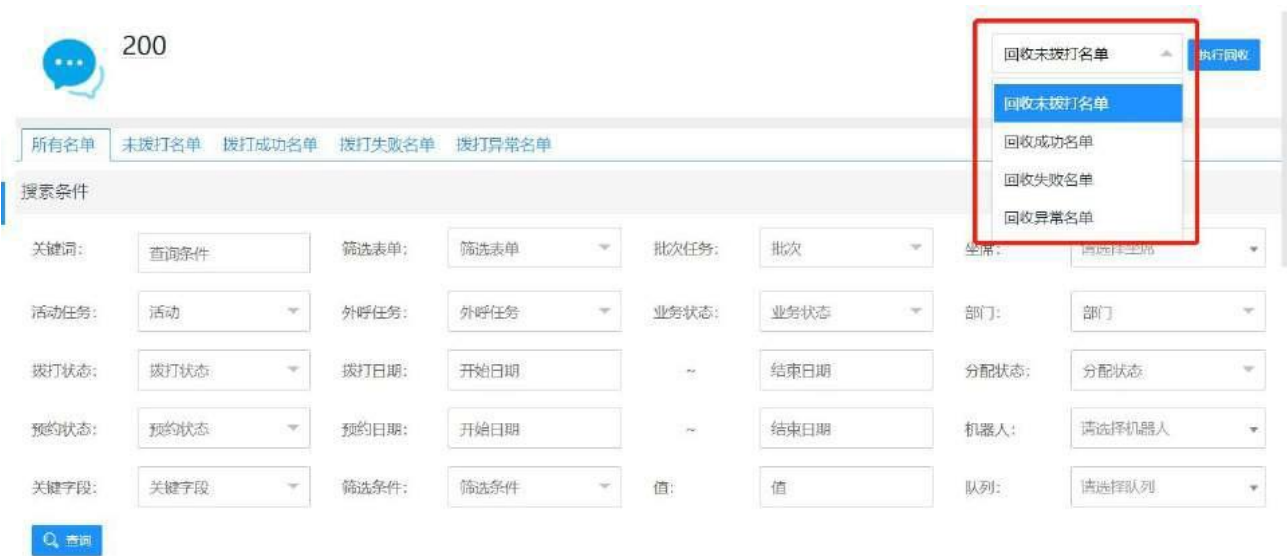 200
回收未拨打名单
执行回收
回收未拨打名单
回收成功名单
回收失败名单
回收异常名单
所有名单 未拨打名单 拨打成功名单 拨打失败名单 拨打异常名单
搜素条件
关键词: 查询条件 筛选表单: 筛选表单 批次任务: 批次 坐席: 请选择坐席
活动任务: 活动 外呼任务: 外呼任务 业务状态: 业务状态 部门: 部门
拨打状态: 拨打状态 拨打日期: 开始日期 ~ 结束日期 分配状态: 分配状态
预约状态: 预约状态 预约日期: 开始日期 ~ 结束日期 机器人: 请选择机器人
关键字段: 关键字段 筛选条件: 筛选条件 值: 值 队列: 请选择队列
查询